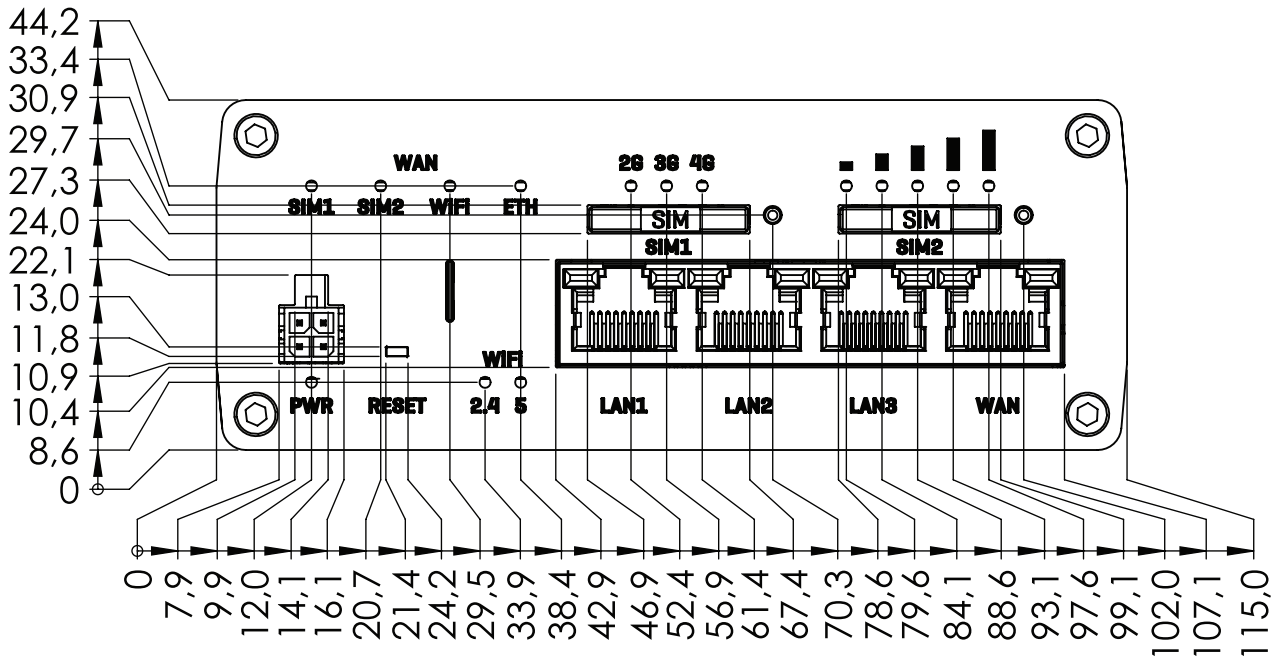 44,2
33,4
30,9
29,7
27,3
24,0
22,1
13,0
11,8
10,9
10,4
8,6
0
WAN
2G 3G 4G
SIM1 SIM2 WiFi ETH
SIM SIM
SIM1 SIM2
WiFi
PWR RESET 2.4 5 LAN1 LAN2 LAN3 WAN
0 7,9 9,9 12,0 14,1 16,1 20,7 21,4 24,2 29,5 33,9 38,4 42,9 46,9 52,4 56,9 61,4 67,4 70,3 78,6 79,6 84,1 88,6 93,1 97,6 99,1 102,0 107,1 115,0